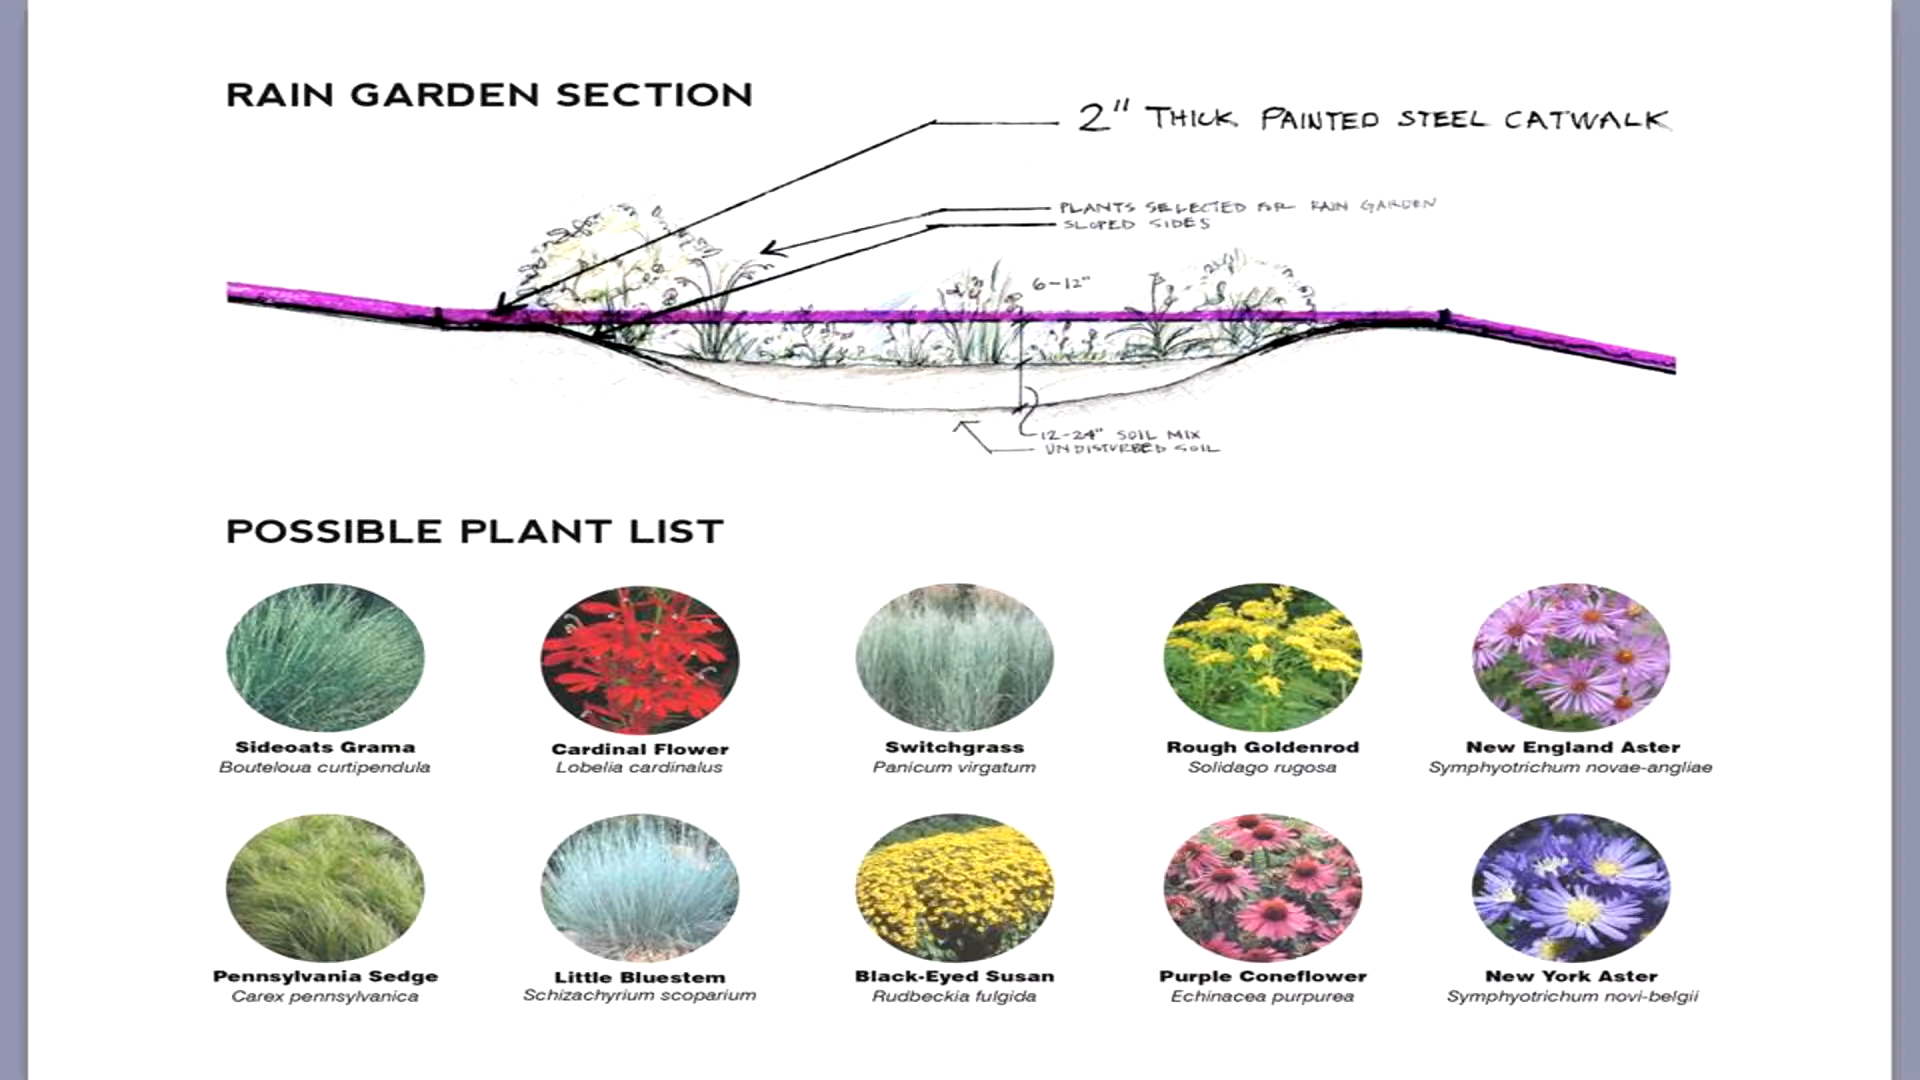 RAIN GARDEN SECTION
2" THICK PAINTED STEEL CATWALK
PLANTS SELECTED FOR RAIN GARDEN
SLOPED SIDES
6-12"
12-24" SOIL MIX
UNDISTURBED SOIL
POSSIBLE PLANT LIST
Sideoats Grama
Bouteloua curtipendula
Cardinal Flower
Lobelia cardinalus
Switchgrass
Panicum virgatum
Rough Goldenrod
Solidago rugosa
New England Aster
Symphyotrichum novae-angliae
Pennsylvania Sedge
Carex pennsylvanica
Little Bluestem
Schizachyrium scoparium
Black-Eyed Susan
Rudbeckia fulgida
Purple Coneflower
Echinacea purpurea
New York Aster
Symphyotrichum novi-belgii